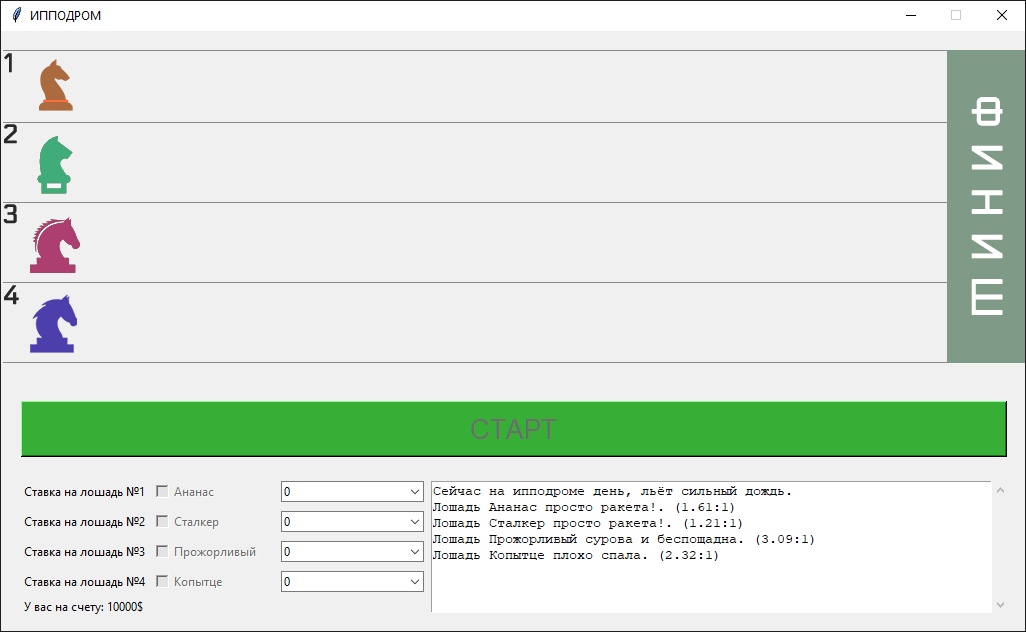 ИППОДРОМ
1
2
3
4
ФИНИШ
СТАРТ
Ставка на лошадь №1 Ананас 0
Ставка на лошадь №2 Сталкер 0
Ставка на лошадь №3 Прожорливый 0
Ставка на лошадь №4 Копытце 0
У вас на счету: 10000$
Сейчас на ипподроме день, льёт сильный дождь.
Лошадь Ананас просто ракета!. (1.61:1)
Лошадь Сталкер просто ракета!. (1.21:1)
Лошадь Прожорливый сурова и беспощадна. (3.09:1)
Лошадь Копытце плохо спала. (2.32:1)